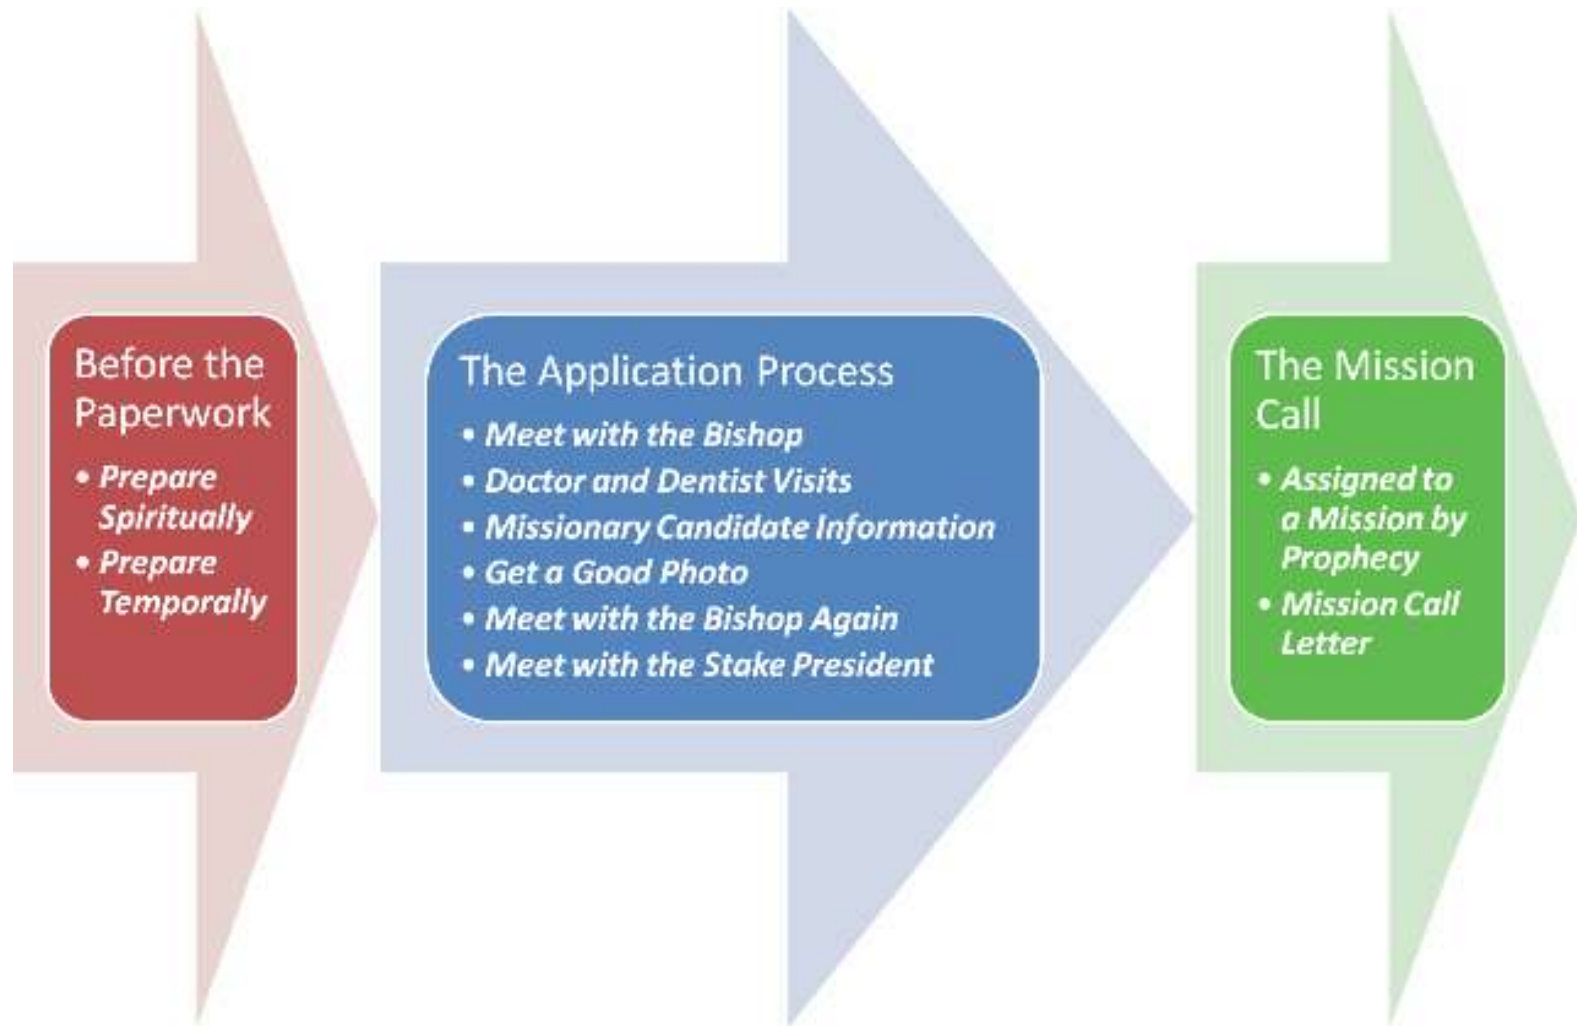 Before the
Paperwork
• Prepare
Spiritually
• Prepare
Temporally
The Application Process
• Meet with the Bishop
• Doctor and Dentist Visits
• Missionary Candidate Information
• Get a Good Photo
• Meet with the Bishop Again
• Meet with the Stake President
The Mission
Call
• Assigned to
a Mission by
Prophecy
• Mission Call
Letter